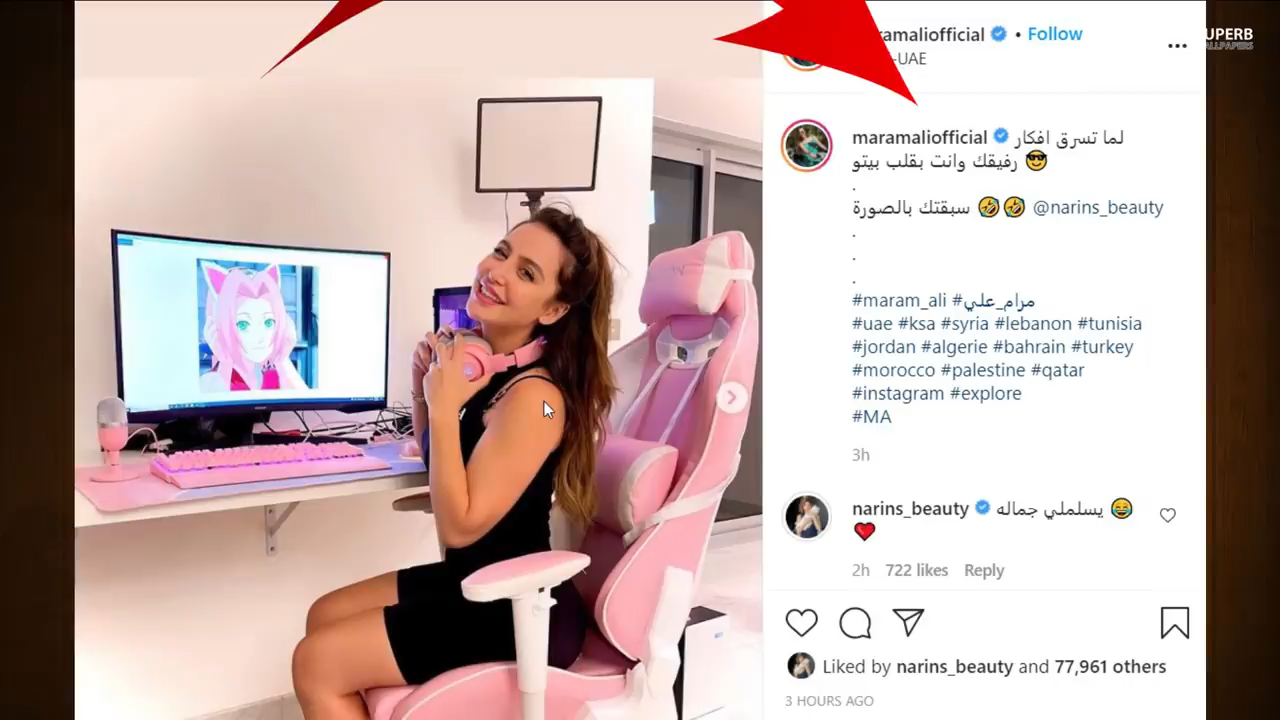 amaliofficial • Follow
-UAE
UPERB
maramaliofficial لما تسرق افكار
رفيقك وانت بقلب بيتو 😎
.
سبقتك بالصورة 🤣🤣 @narins_beauty
.
.
.
#maram_ali #مرام_علي
#uae #ksa #syria #lebanon #tunisia
#jordan #algerie #bahrain #turkey
#morocco #palestine #qatar
#instagram #explore
#MA
3h
narins_beauty يسلملي جماله 😂
❤️
2h 722 likes Reply
Liked by narins_beauty and 77,961 others
3 HOURS AGO